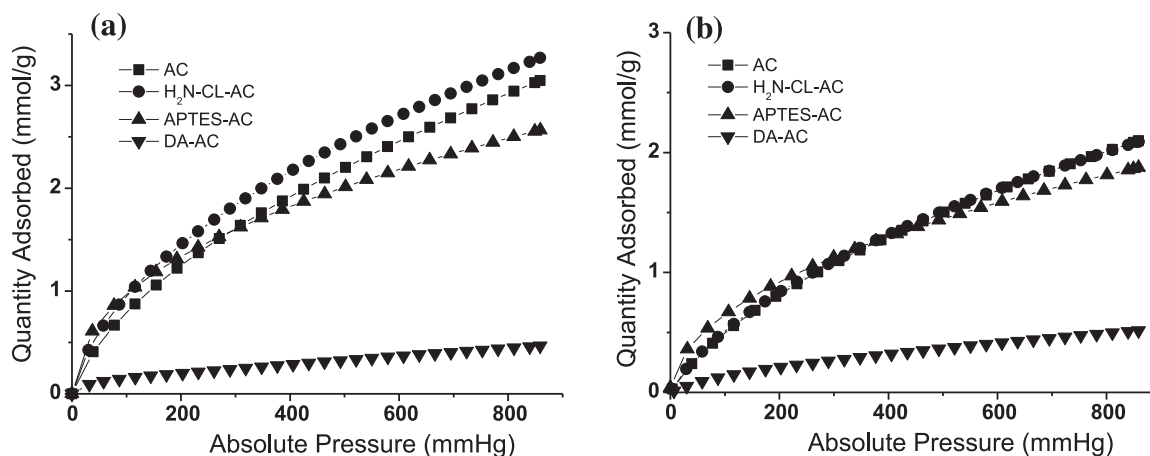 (a)
AC
H₂N-CL-AC
APTES-AC
DA-AC
3
2
1
0
0 200 400 600 800
Quantity Adsorbed (mmol/g)
Absolute Pressure (mmHg)
(b)
AC
H₂N-CL-AC
APTES-AC
DA-AC
3
2
1
0
0 200 400 600 800
Quantity Adsorbed (mmol/g)
Absolute Pressure (mmHg)